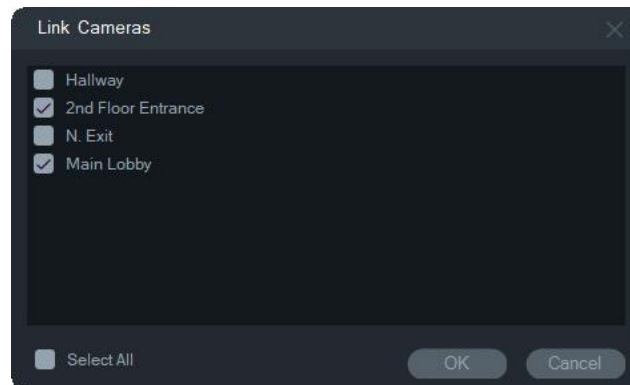 Link Cameras
Hallway
2nd Floor Entrance
N. Exit
Main Lobby
Select All
OK
Cancel